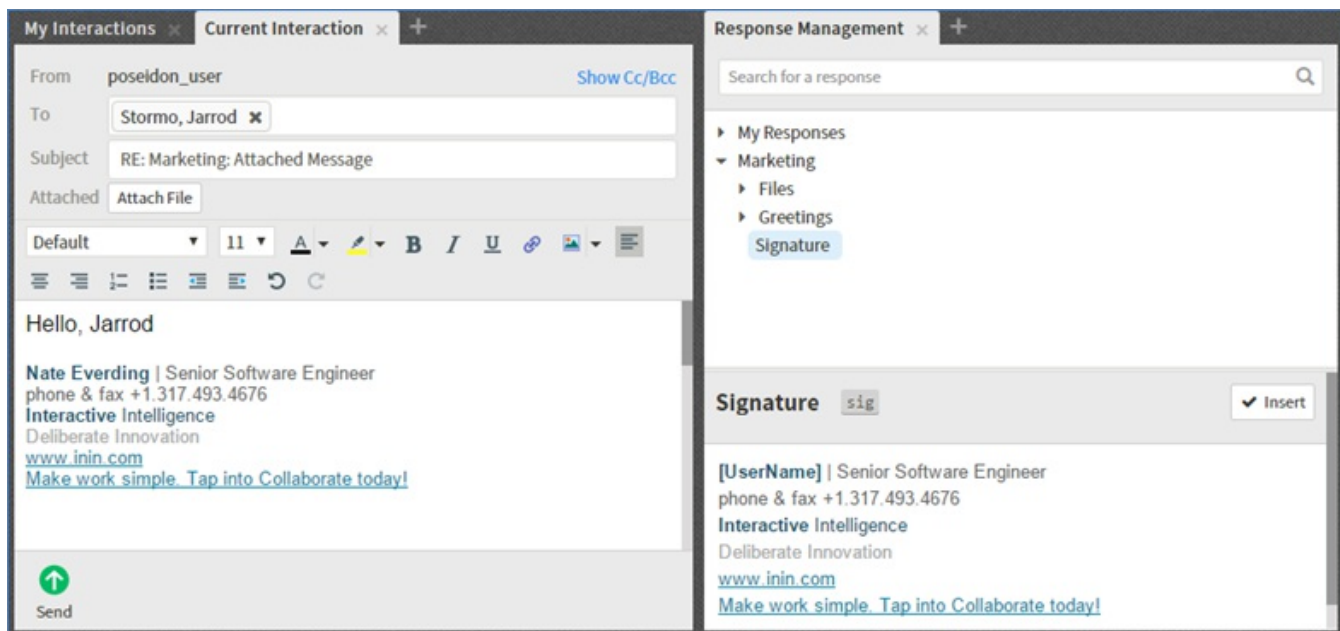 My Interactions
Current Interaction
From poseidon_user Show Cc/Bcc
To Stormo, Jarrod
Subject RE: Marketing: Attached Message
Attached Attach File
Default 11 A B I U
Hello, Jarrod
Nate Everding | Senior Software Engineer
phone & fax +1.317.493.4676
Interactive Intelligence
Deliberate Innovation
www.inin.com
Make work simple. Tap into Collaborate today!
Send
Response Management
Search for a response
My Responses
Marketing
Files
Greetings
Signature
Signature sig Insert
[UserName] | Senior Software Engineer
phone & fax +1.317.493.4676
Interactive Intelligence
Deliberate Innovation
www.inin.com
Make work simple. Tap into Collaborate today!